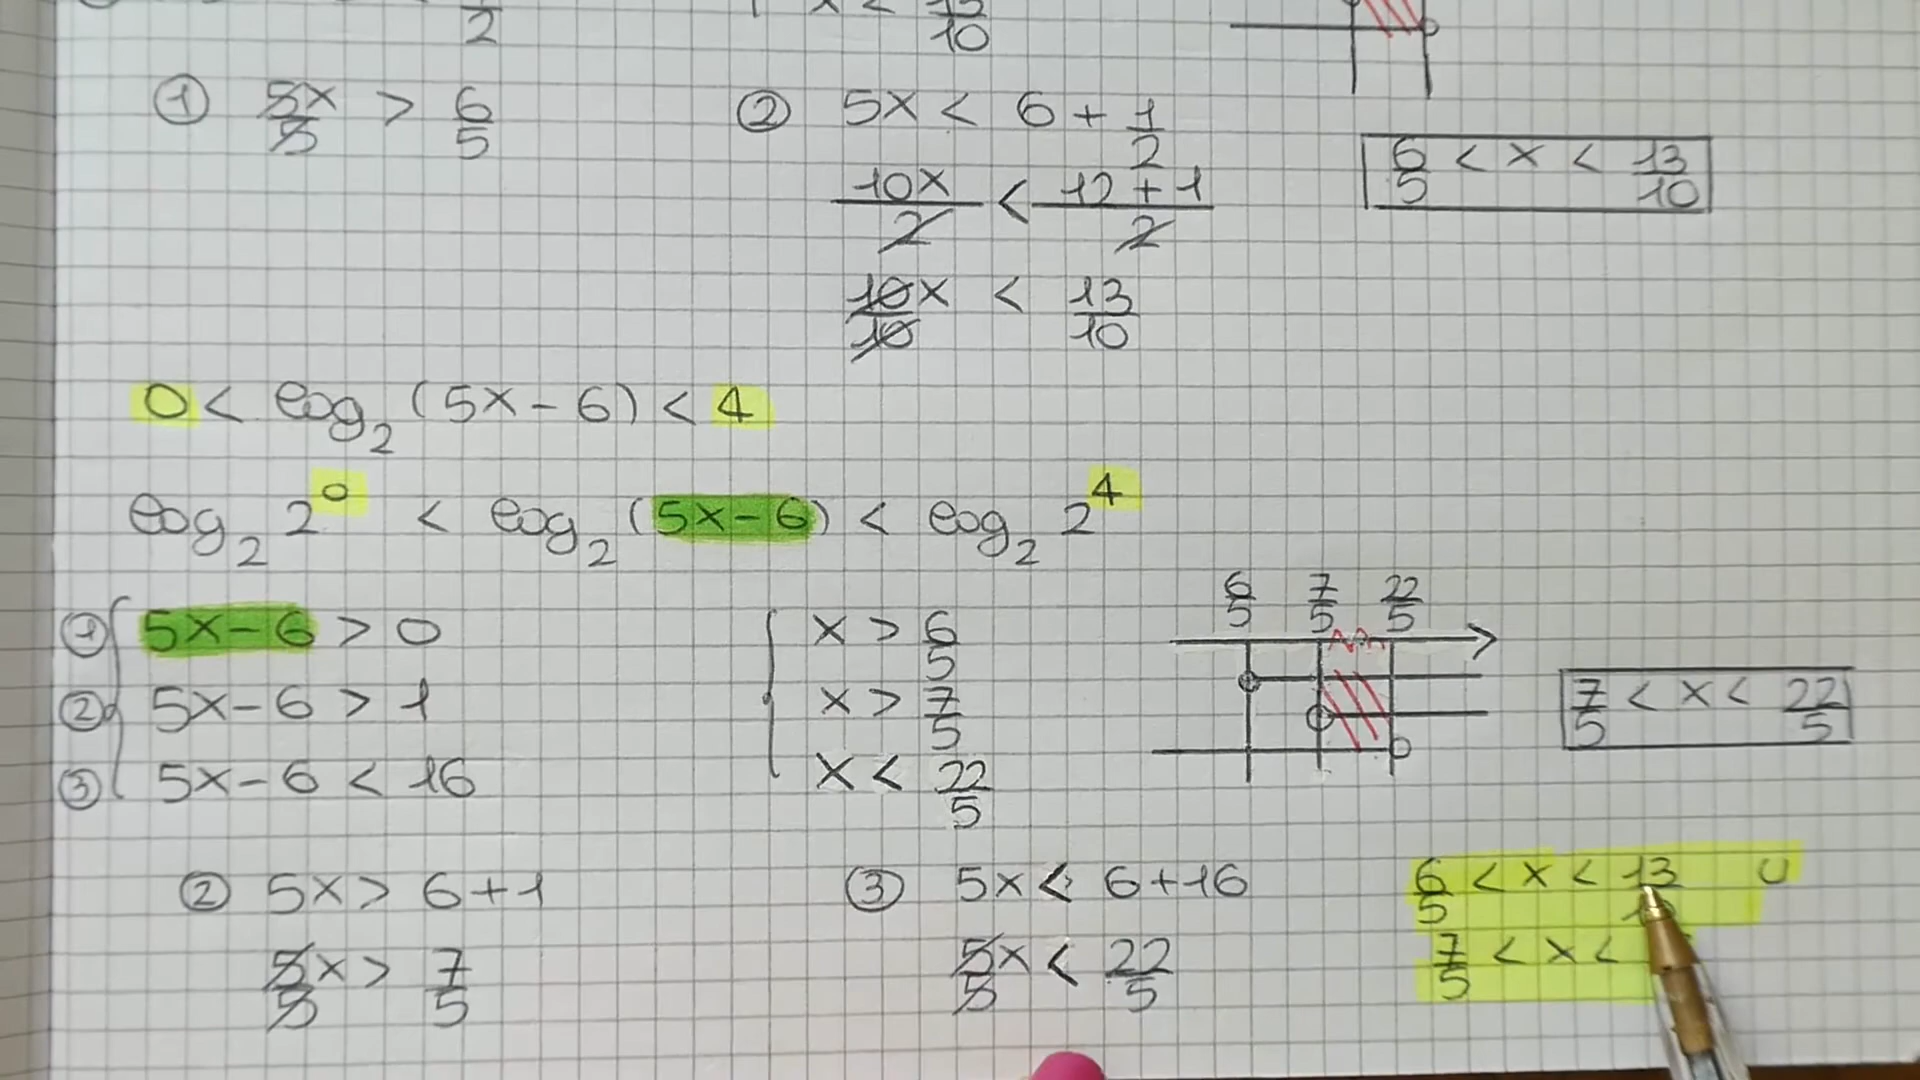 2
x < 13/10
① 5x/5 > 6/5
② 5x < 6 + 1/2
10x/2 < 12 + 1/2
10x/10 < 13/10
6/5 < x < 13/10
0 < log₂ (5x - 6) < 4
log₂ 2⁰ < log₂ (5x - 6) < log₂ 2⁴
① 5x - 6 > 0
② 5x - 6 > 1
③ 5x - 6 < 16
x > 6/5
x > 7/5
x < 22/5
6/5 7/5 22/5
7/5 < x < 22/5
② 5x > 6 + 1
5x/5 > 7/5
③ 5x < 6 + 16
5x/5 < 22/5
6/5 < x < 13 ∪
7/5 < x <